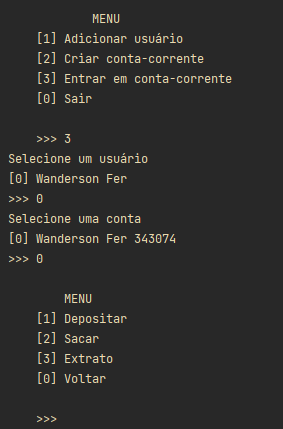 MENU
[1] Adicionar usuário
[2] Criar conta-corrente
[3] Entrar em conta-corrente
[0] Sair
>>> 3
Selecione um usuário
[0] Wanderson Fer
>>> 0
Selecione uma conta
[0] Wanderson Fer 343074
>>> 0
MENU
[1] Depositar
[2] Sacar
[3] Extrato
[0] Voltar
>>>